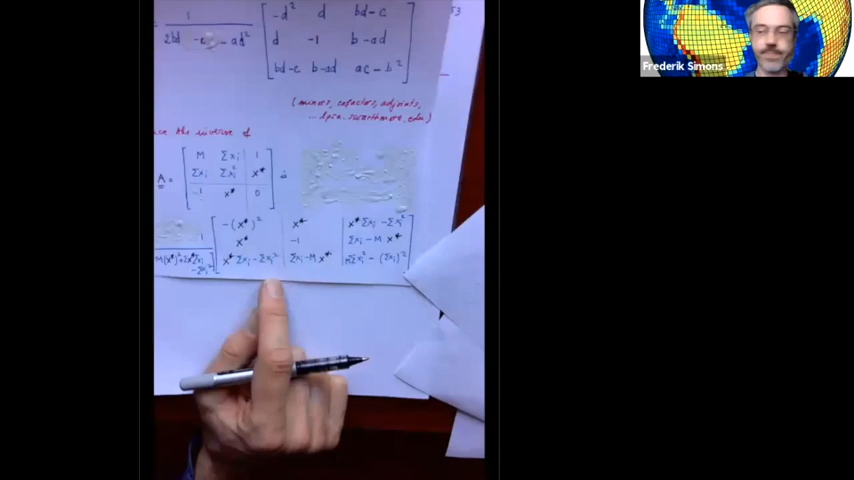 1
2bd - c - ad²
-d² d bd-c
d -1 b-ad
bd-c b-ad ac-b²
53
(minors, cofactors, adjoints,
... lpsa.swarthmore.edu)
the inverse of
A = M Σxi 1
Σxi Σxi² x* is
-1 x* 0
-(x*)² x* x*Σxi - Σxi²
x* -1 Σxi - M x*
x*Σxi - Σxi² Σxi - M x* MΣxi² - (Σxi)²
M(x*)²+2x*Σxi
-Σxi²
Frederik Simons